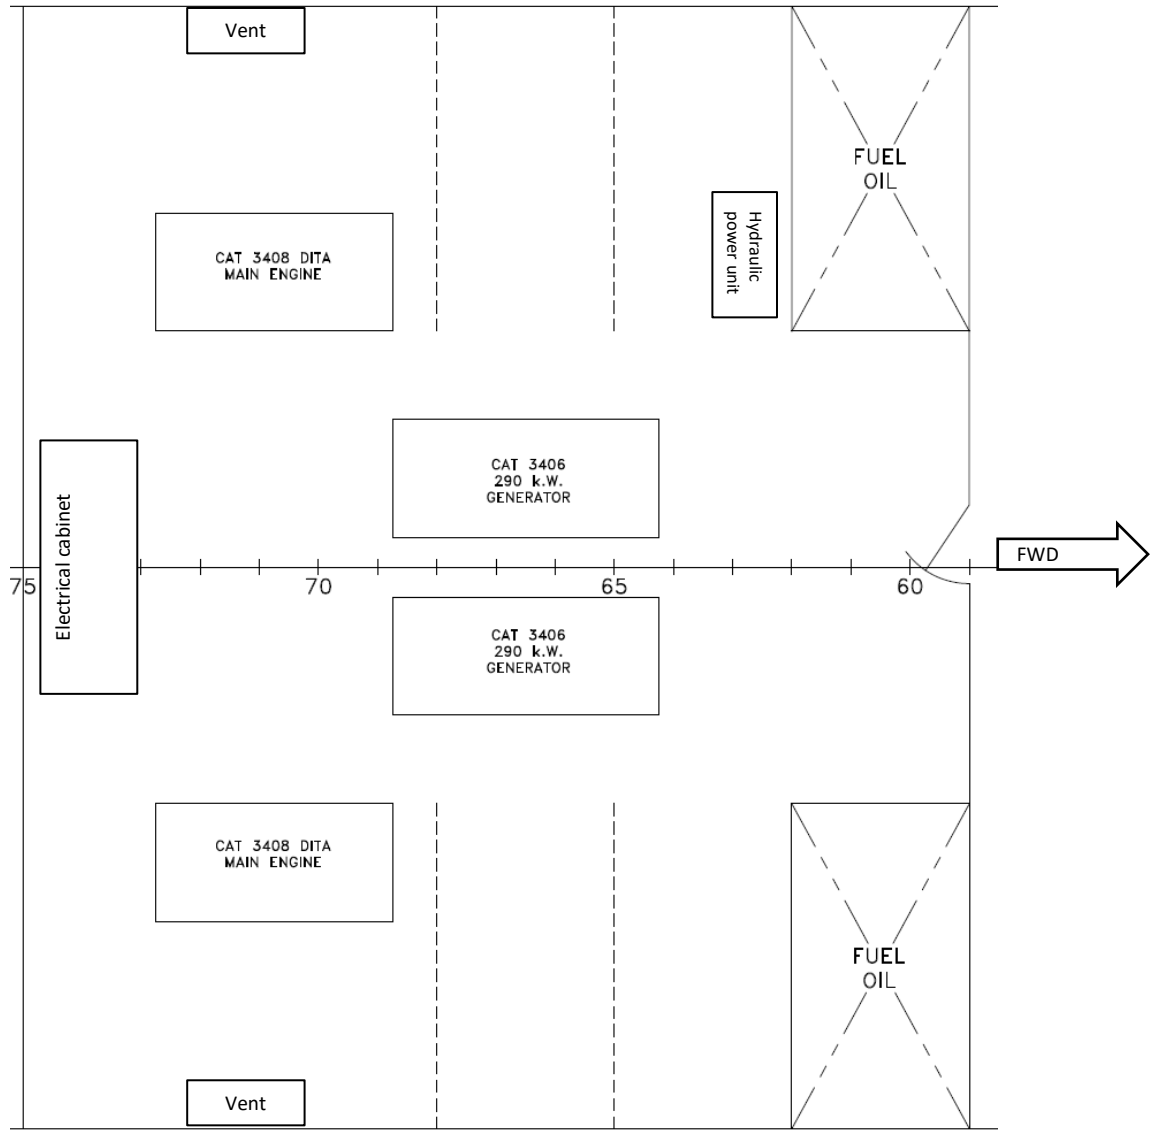 Vent
FUEL
OIL
Hydraulic
power unit
CAT 3408 DITA
MAIN ENGINE
CAT 3406
290 k.W.
GENERATOR
Electrical cabinet
FWD
75
70
65
60
CAT 3406
290 k.W.
GENERATOR
CAT 3408 DITA
MAIN ENGINE
FUEL
OIL
Vent